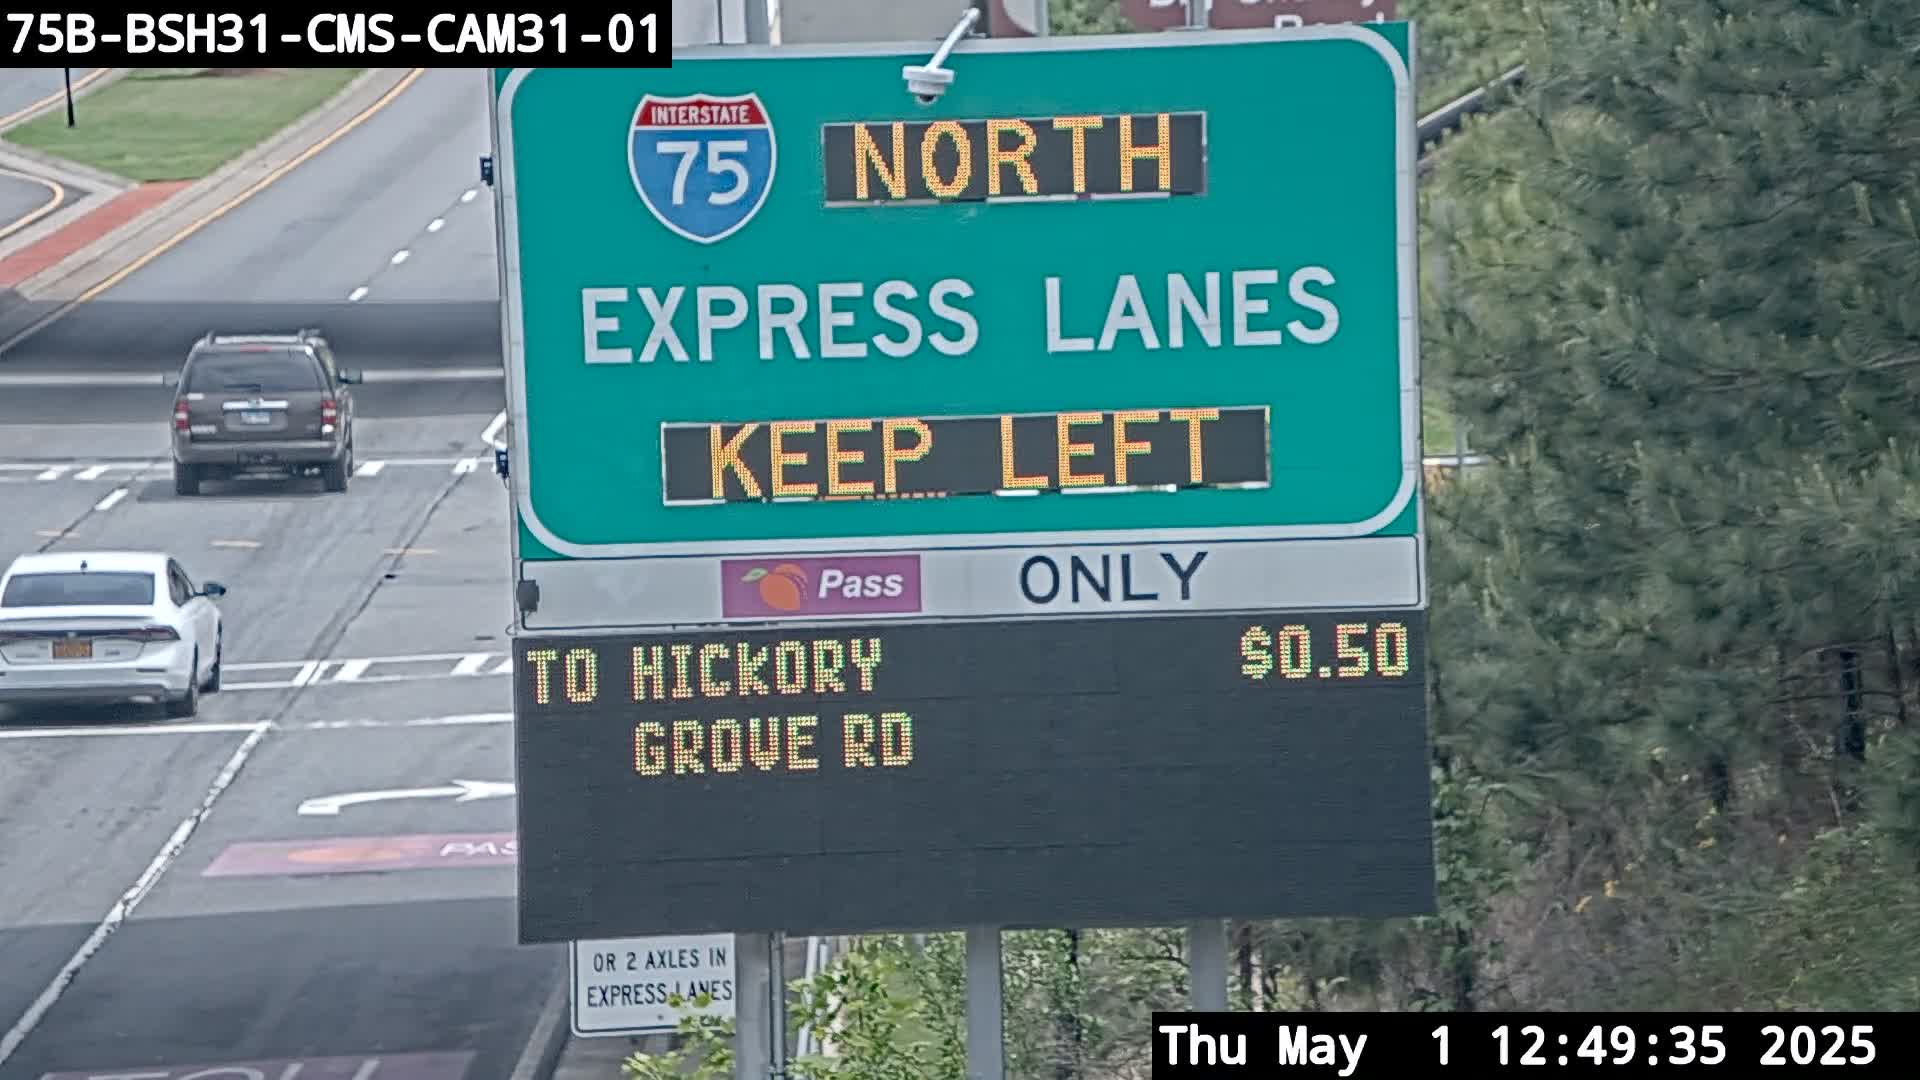 75B-BSH31-CMS-CAM31-01
INTERSTATE
75
NORTH
EXPRESS LANES
KEEP LEFT
Pass
ONLY
TO HICKORY $0.50
GROVE RD
PAS
OR 2 AXLES IN
EXPRESS LANES
Thu May 1 12:49:35 2025